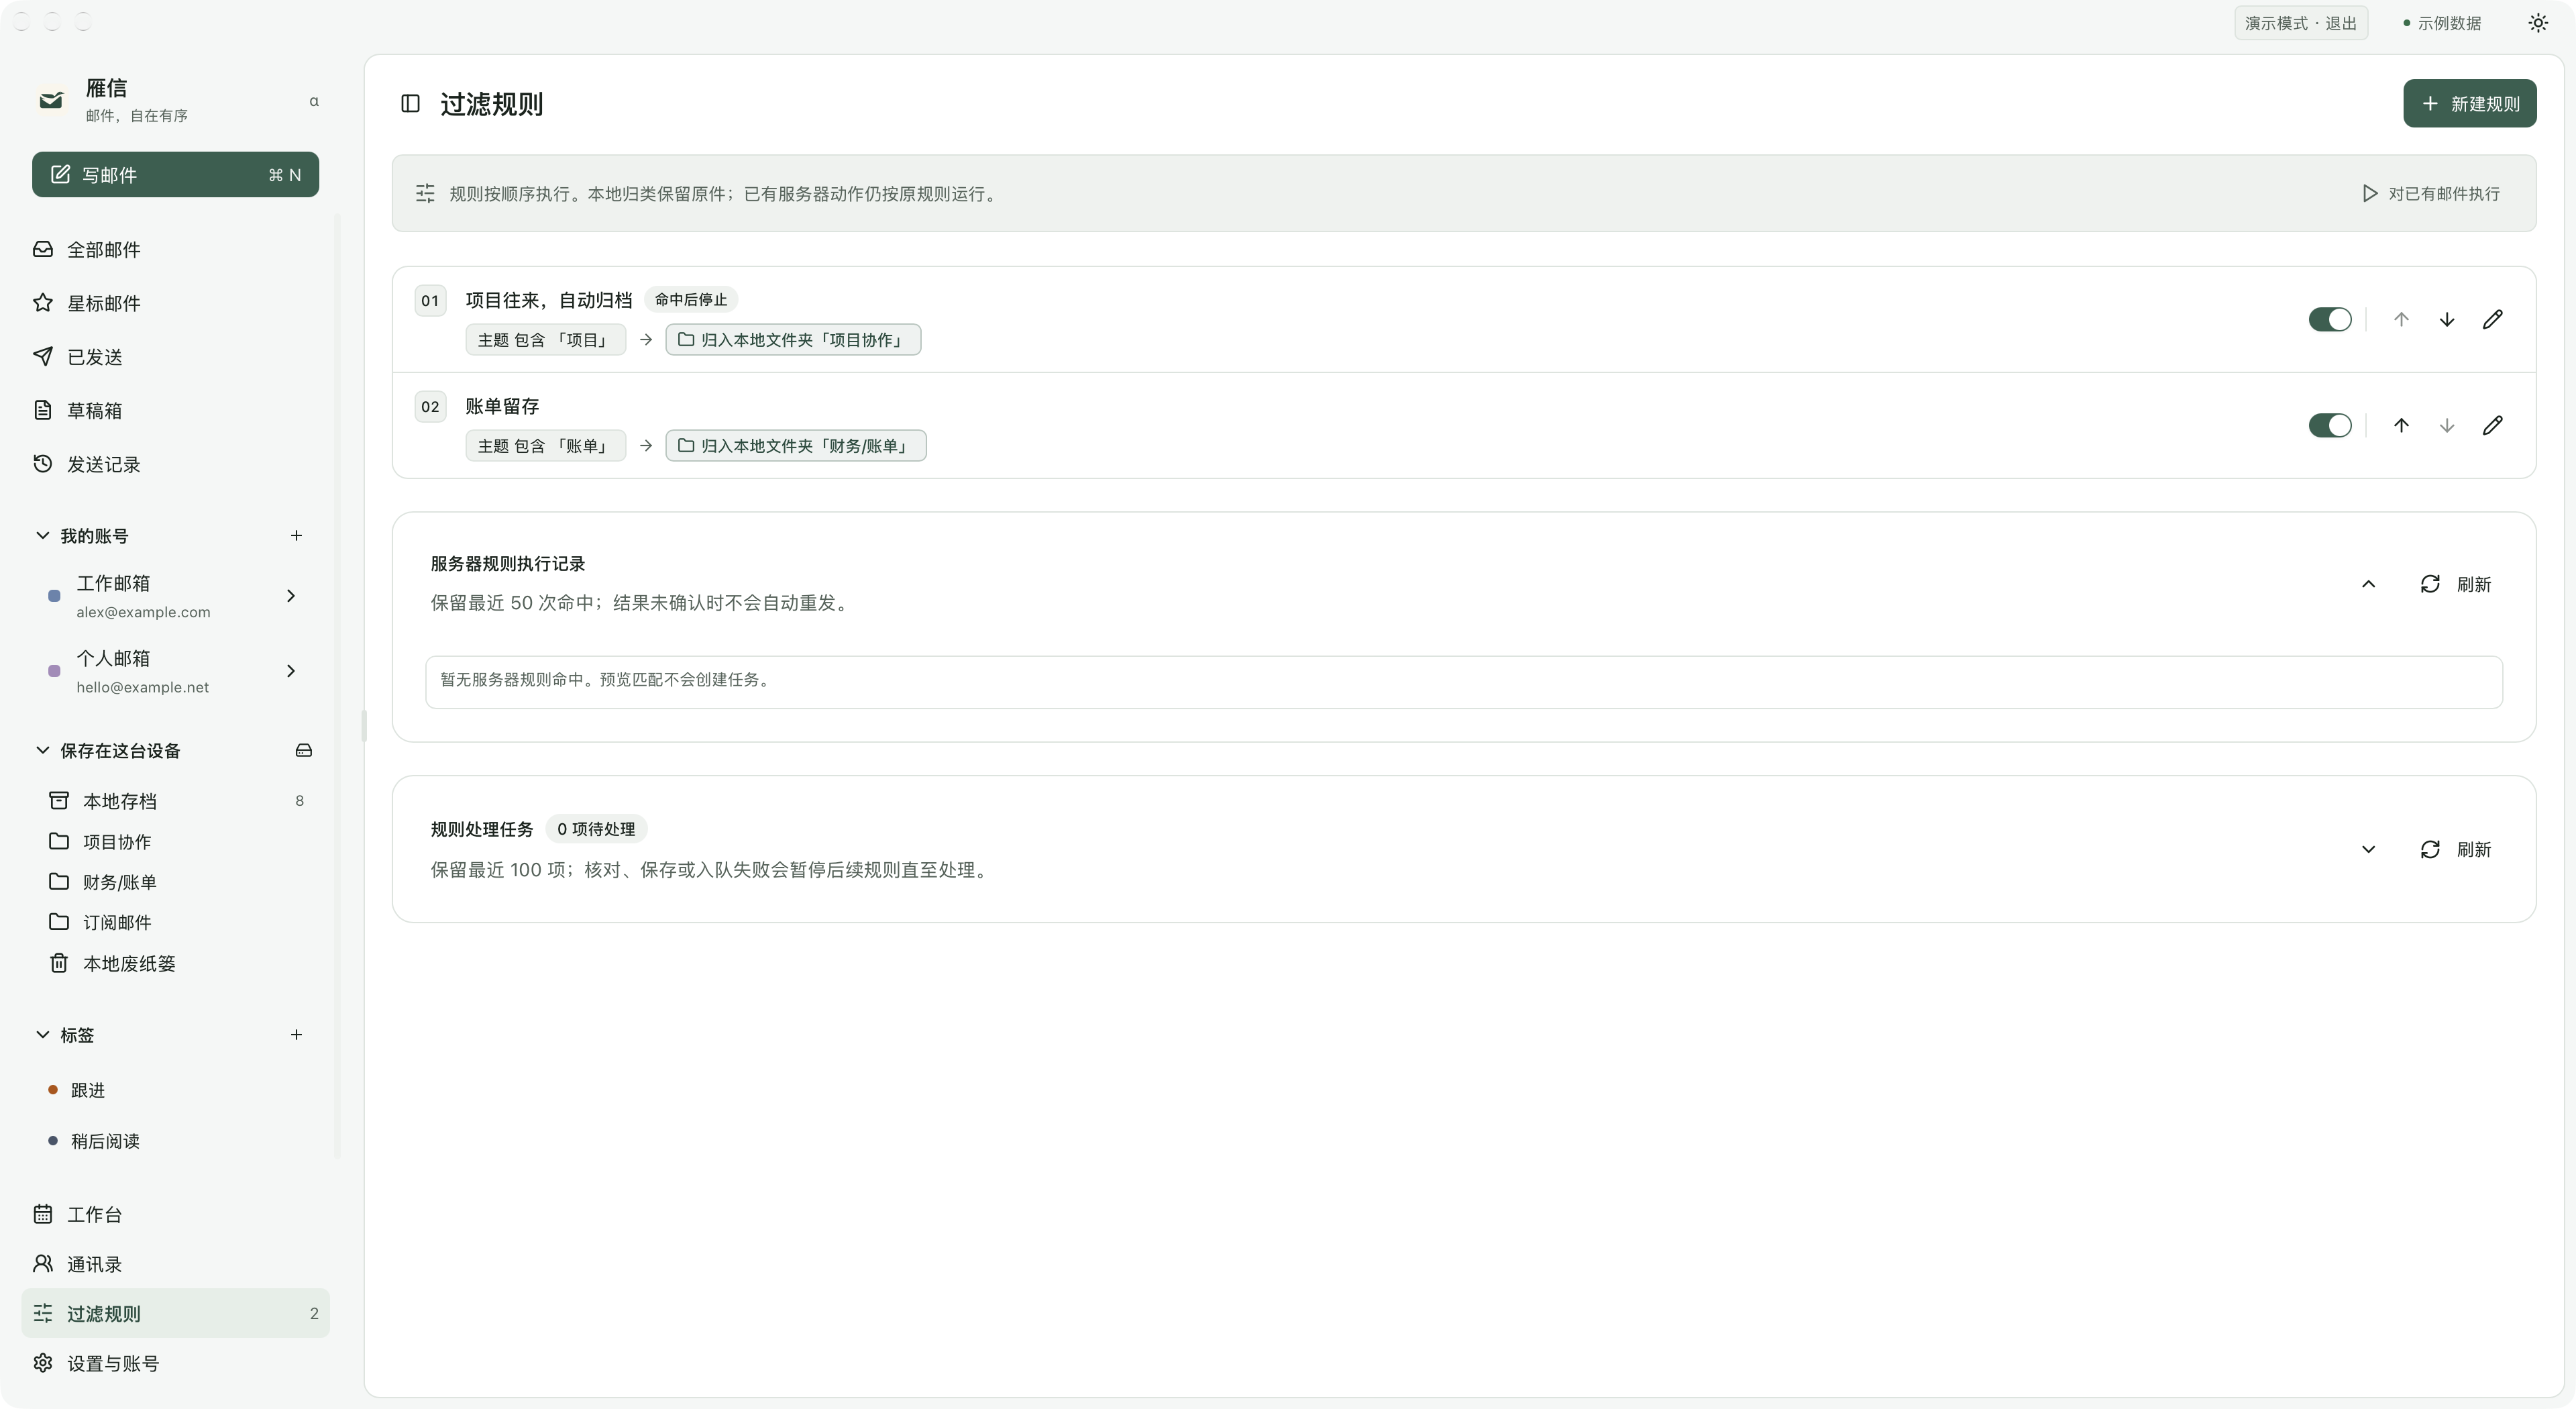 演示模式 · 退出
示例数据
雁信
邮件，自在有序
α
写邮件 ⌘ N
全部邮件
星标邮件
已发送
草稿箱
发送记录
我的账号
工作邮箱
alex@example.com
个人邮箱
hello@example.net
保存在这台设备
本地存档 8
项目协作
财务/账单
订阅邮件
本地废纸篓
标签
跟进
稍后阅读
工作台
通讯录
过滤规则 2
设置与账号
过滤规则
新建规则
规则按顺序执行。本地归类保留原件；已有服务器动作仍按原规则运行。
对已有邮件执行
01 项目往来，自动归档 命中后停止
主题 包含 「项目」 → 归入本地文件夹「项目协作」
02 账单留存
主题 包含 「账单」 → 归入本地文件夹「财务/账单」
服务器规则执行记录
保留最近 50 次命中；结果未确认时不会自动重发。
刷新
暂无服务器规则命中。预览匹配不会创建任务。
规则处理任务 0 项待处理
保留最近 100 项；核对、保存或入队失败会暂停后续规则直至处理。
刷新